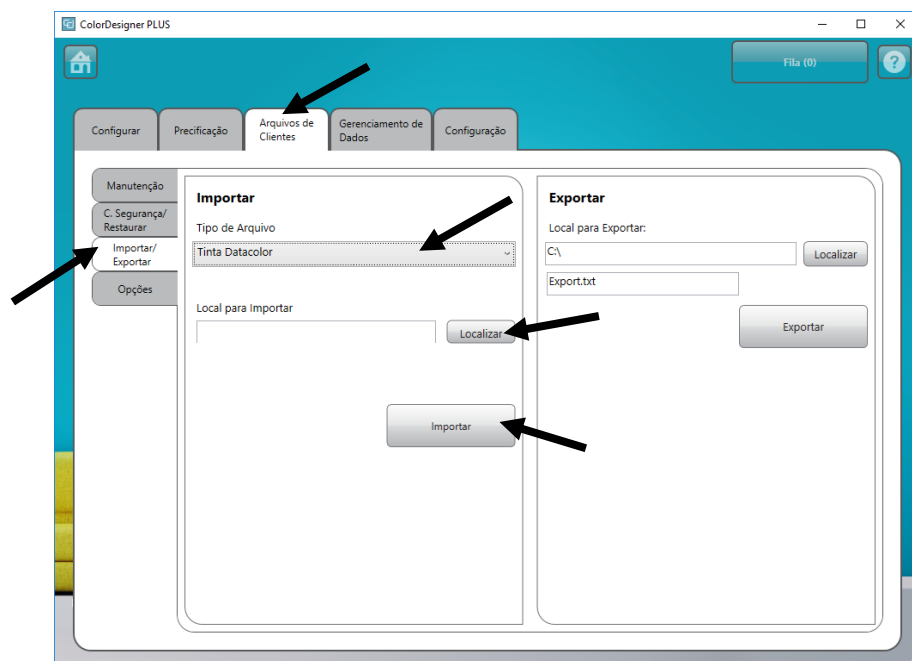 ColorDesigner PLUS
Fila (0)
?
Configurar
Precificação
Arquivos de
Clientes
Gerenciamento de
Dados
Configuração
Manutenção
C. Segurança/
Restaurar
Importar/
Exportar
Opções
Importar
Tipo de Arquivo
Tinta Datacolor
Local para Importar
Localizar
Importar
Exportar
Local para Exportar:
C:\
Localizar
Export.txt
Exportar